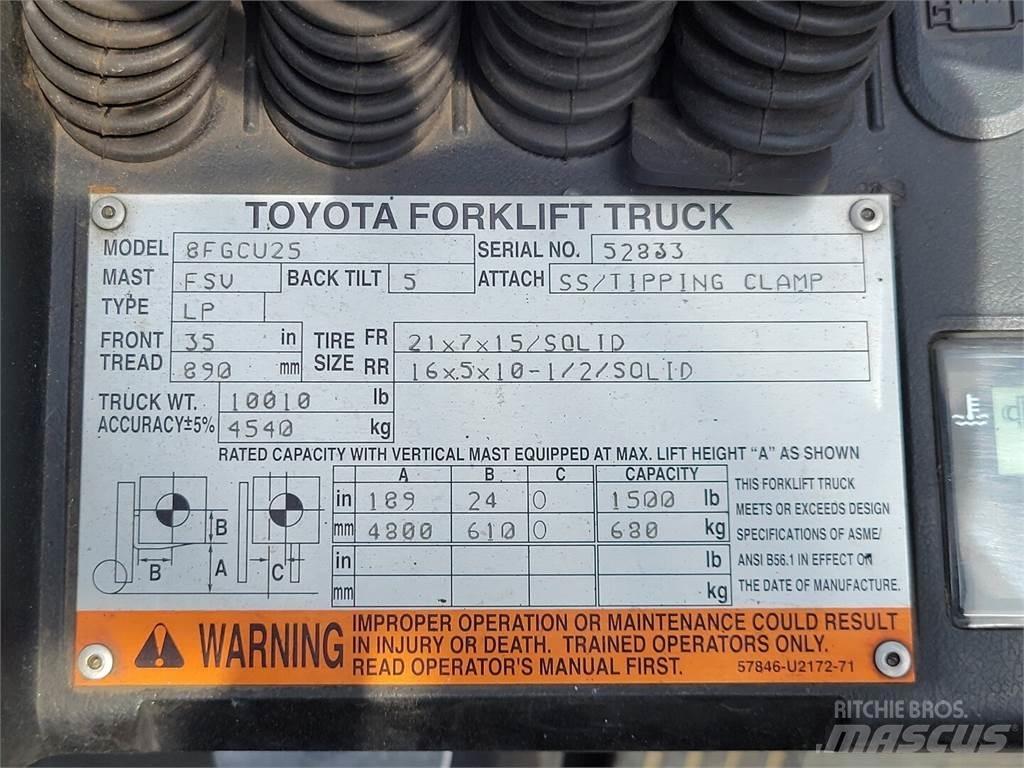 TOYOTA FORKLIFT TRUCK
MODEL 8FGCU25 SERIAL NO. 52833
MAST FSV BACK TILT 5 ATTACH SS/TIPPING CLAMP
TYPE LP
FRONT TREAD 35 in TIRE SIZE FR 21x7x15/SOLID
890 mm RR 16x5x10-1/2/SOLID
TRUCK WT. 10010 lb
ACCURACY±5% 4540 kg
RATED CAPACITY WITH VERTICAL MAST EQUIPPED AT MAX. LIFT HEIGHT "A" AS SHOWN
A B C CAPACITY
in 189 24 0 1500 lb
mm 4800 610 0 680 kg
in lb
mm kg
B B A C
THIS FORKLIFT TRUCK
MEETS OR EXCEEDS DESIGN
SPECIFICATIONS OF ASME/
ANSI B56.1 IN EFFECT ON
THE DATE OF MANUFACTURE.
WARNING
IMPROPER OPERATION OR MAINTENANCE COULD RESULT
IN INJURY OR DEATH. TRAINED OPERATORS ONLY.
READ OPERATOR'S MANUAL FIRST. 57846-U2172-71
RITCHIE BROS.
MASCUS